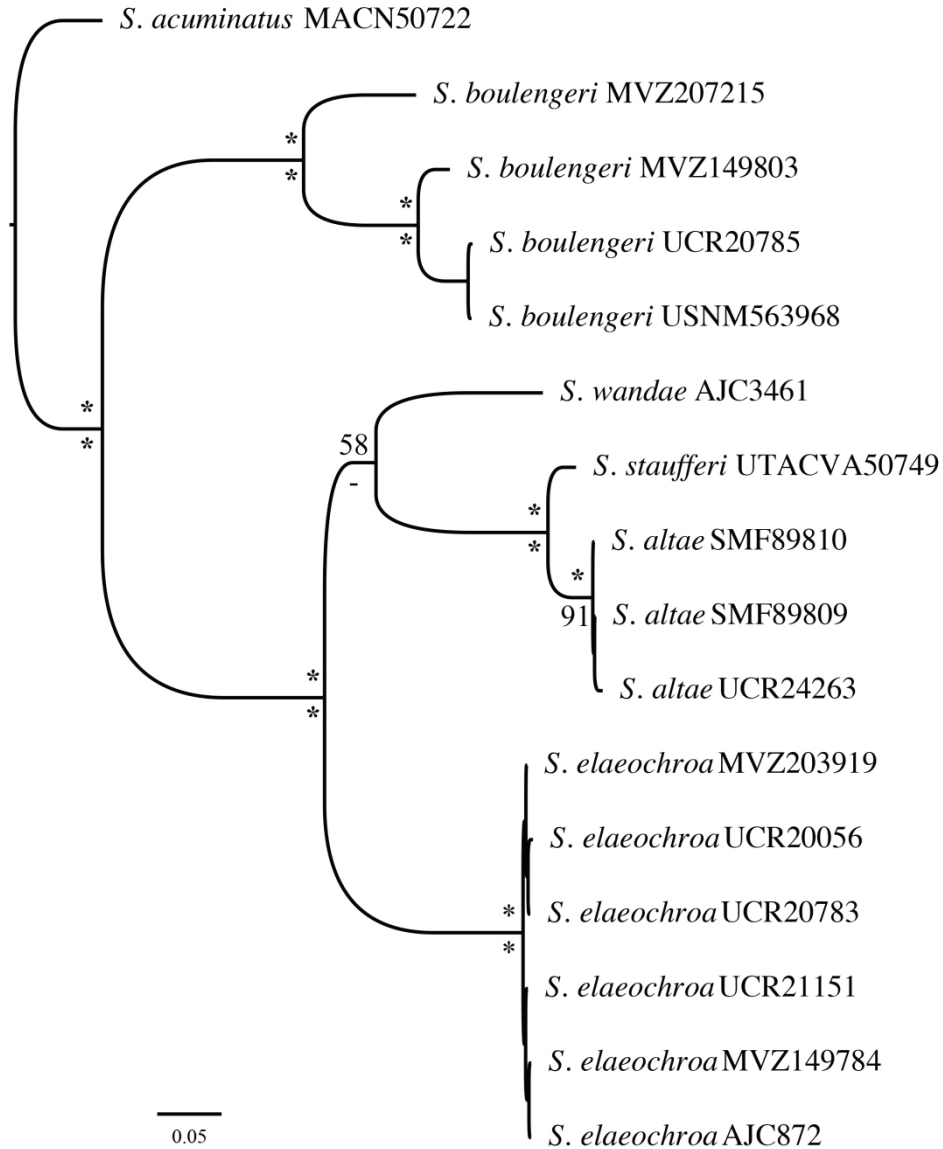 S. acuminatus MACN50722
S. boulengeri MVZ207215
*
*
S. boulengeri MVZ149803
*
*
S. boulengeri UCR20785
S. boulengeri USNM563968
S. wandae AJC3461
*
*
58
-
S. staufferi UTACVA50749
*
*
S. altae SMF89810
*
91
S. altae SMF89809
S. altae UCR24263
*
*
S. elaeochroa MVZ203919
S. elaeochroa UCR20056
S. elaeochroa UCR20783
*
*
S. elaeochroa UCR21151
S. elaeochroa MVZ149784
S. elaeochroa AJC872
0.05